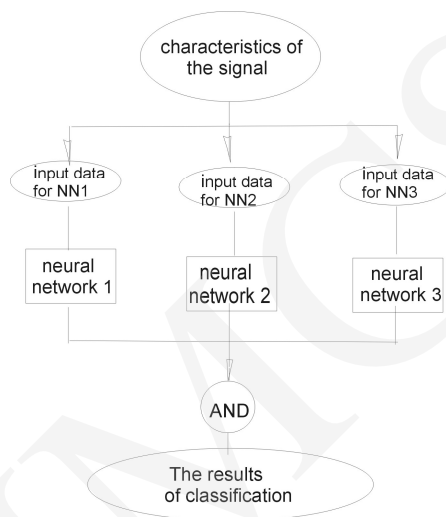 characteristics of
the signal
input data
for NN1
input data
for NN2
input data
for NN3
neural
network 1
neural
network 2
neural
network 3
AND
The results
of classification